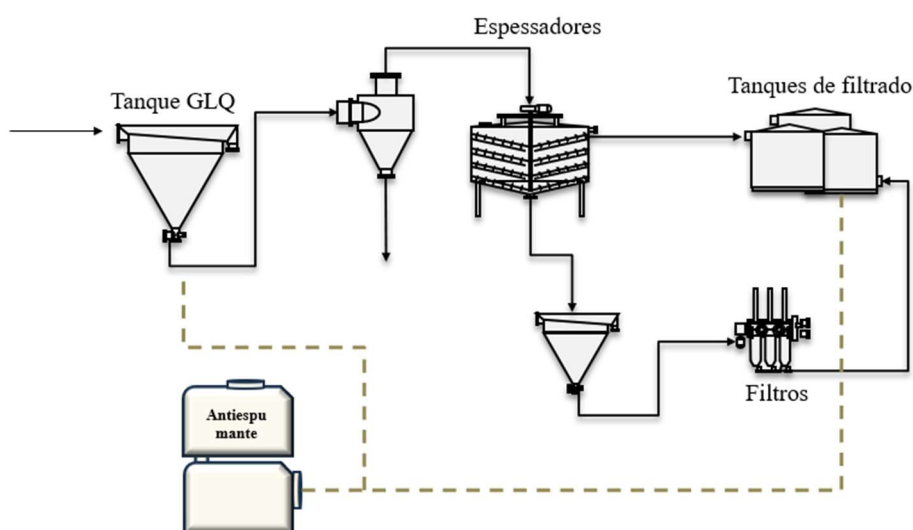 Espessadores
Tanques de filtrado
Tanque GLQ
Filtros
Antiespu
mante